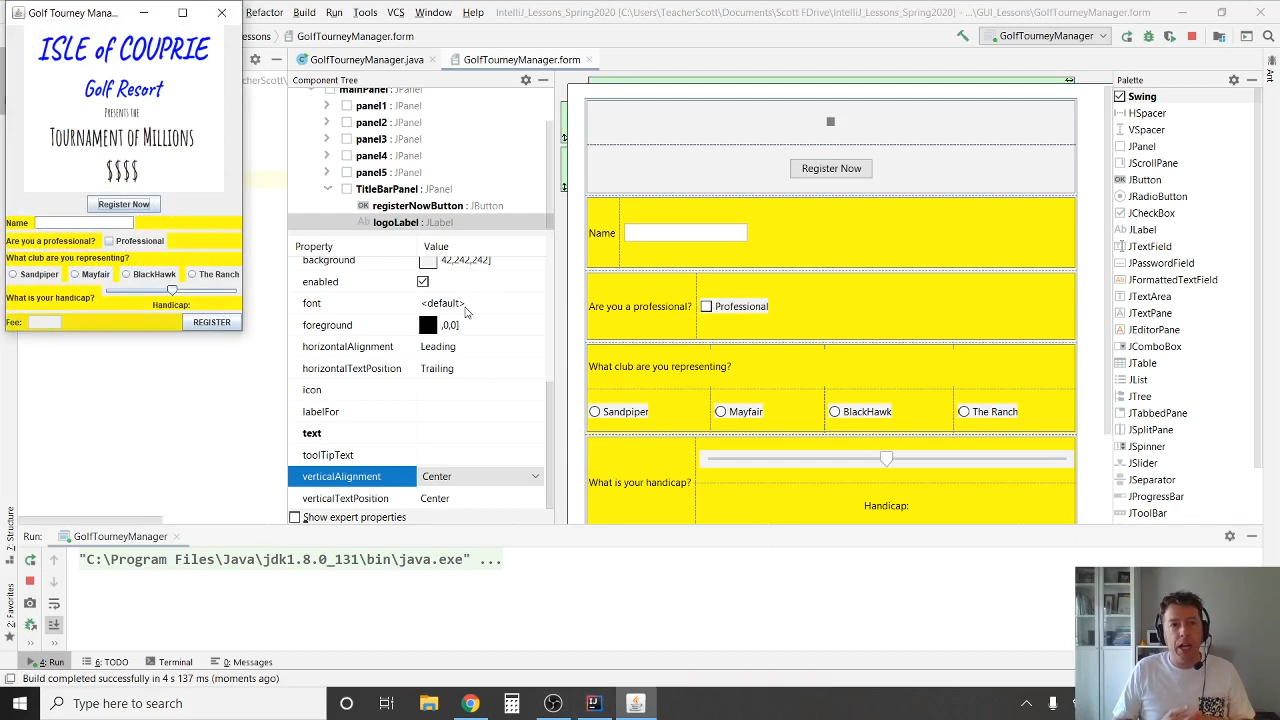 Golf Tourney Mana...
ISLE of COUPRIE
Golf Resort
PRESENTS THE
TOURNAMENT OF MILLIONS
$$$$
Register Now
Name
Are you a professional?
Professional
What club are you representing?
Sandpiper
Mayfair
BlackHawk
The Ranch
What is your handicap?
Handicap:
Fee:
REGISTER
Refactor Build Run Tools VCS Window Help
IntelliJ_Lessons_Spring2020 [C:\Users\TeacherScott\Documents\Scott FDrive\IntelliJ_Lessons_Spring2020] - ...\GUI_Lessons\GolfTourneyManager.form
GolfTourneyManager.form
GolfTourneyManager
GolfTourneyManager.java
GolfTourneyManager.form
Component Tree
mainPanel : JPanel
panel1 : JPanel
panel2 : JPanel
panel3 : JPanel
panel4 : JPanel
panel5 : JPanel
TitleBarPanel : JPanel
registerNowButton : JButton
logoLabel : JLabel
Property Value
background 42,242,242]
enabled
font <default>
foreground ,0,0]
horizontalAlignment Leading
horizontalTextPosition Trailing
icon
labelFor
text
toolTipText
verticalAlignment Center
verticalTextPosition Center
Show expert properties
Register Now
Name
Are you a professional?
Professional
What club are you representing?
Sandpiper
Mayfair
BlackHawk
The Ranch
What is your handicap?
Handicap:
Palette
Swing
HSpacer
VSpacer
JPanel
JScrollPane
JButton
JRadioButton
JCheckBox
JLabel
JTextField
JPasswordField
JFormattedTextField
JTextArea
JTextPane
JEditorPane
JComboBox
JTable
JList
JTree
JTabbedPane
JSplitPane
JSpinner
JSlider
JSeparator
JProgressBar
JToolBar
Ant
Z: Structure
2: Favorites
Run: GolfTourneyManager
"C:\Program Files\Java\jdk1.8.0_131\bin\java.exe" ...
4: Run
6: TODO
Terminal
0: Messages
Build completed successfully in 4 s 137 ms (moments ago)
Type here to search